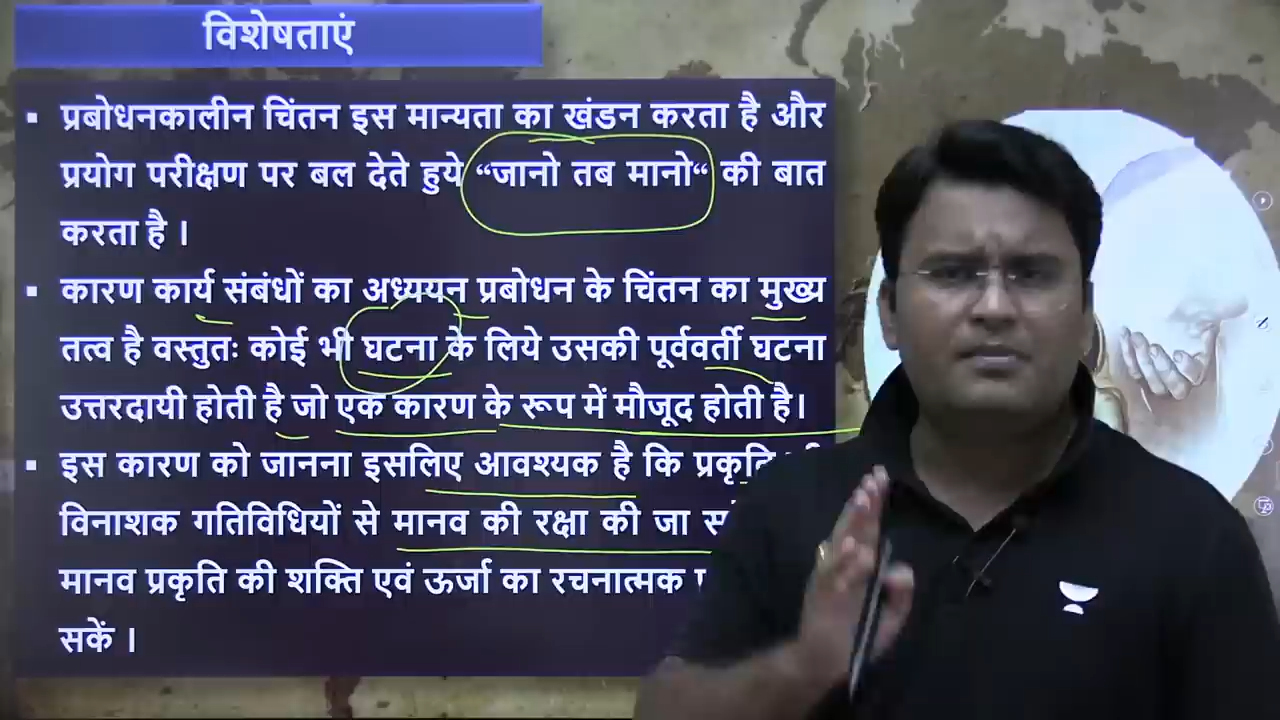 विशेषताएं
▪ प्रबोधनकालीन चिंतन इस मान्यता का खंडन करता है और
प्रयोग परीक्षण पर बल देते हुये “जानो तब मानो“ की बात
करता है ।
▪ कारण कार्य संबंधों का अध्ययन प्रबोधन के चिंतन का मुख्य
तत्व है वस्तुतः कोई भी घटना के लिये उसकी पूर्ववर्ती घटना
उत्तरदायी होती है जो एक कारण के रूप में मौजूद होती है।
▪ इस कारण को जानना इसलिए आवश्यक है कि प्रकृति
विनाशक गतिविधियों से मानव की रक्षा की जा
मानव प्रकृति की शक्ति एवं ऊर्जा का रचनात्मक
सकें ।